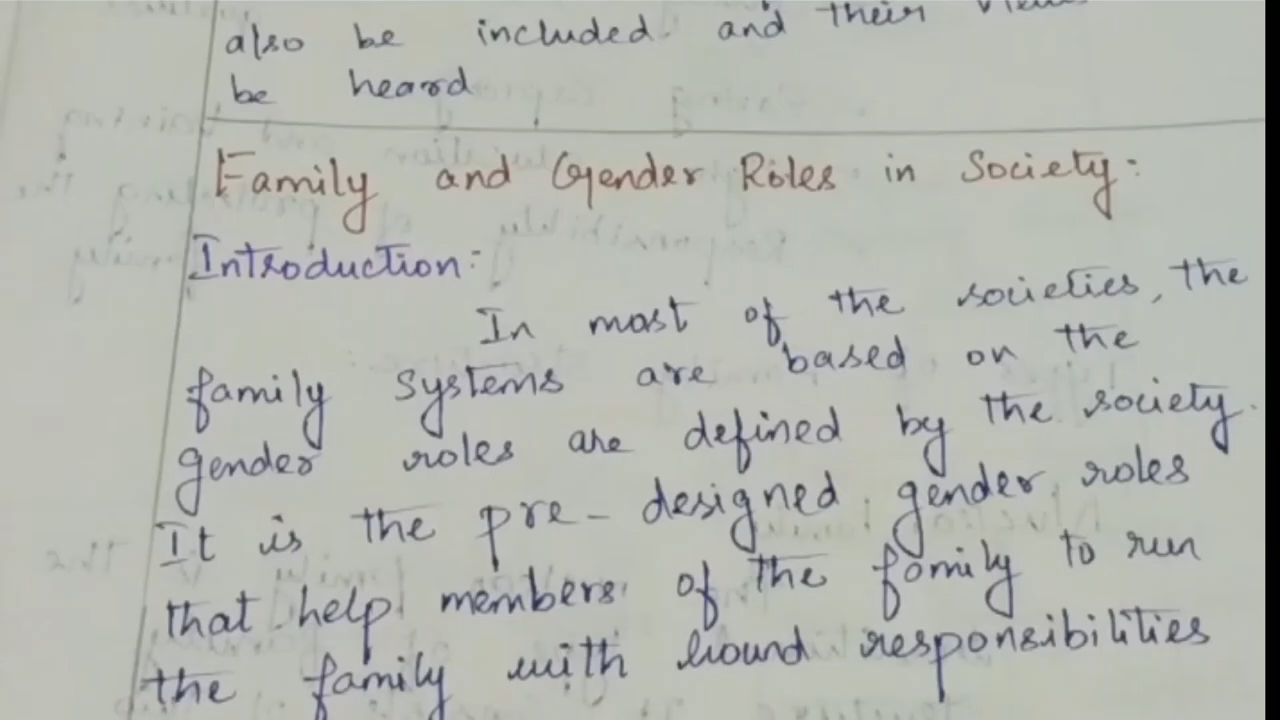 also be included and their
be heard
Family and Gender Roles in Society:
Introduction:
In most of the societies, the
family systems are based on the
gender roles are defined by the society.
It is the pre-designed gender roles
that help members of the family to run
the family with bound responsibilities